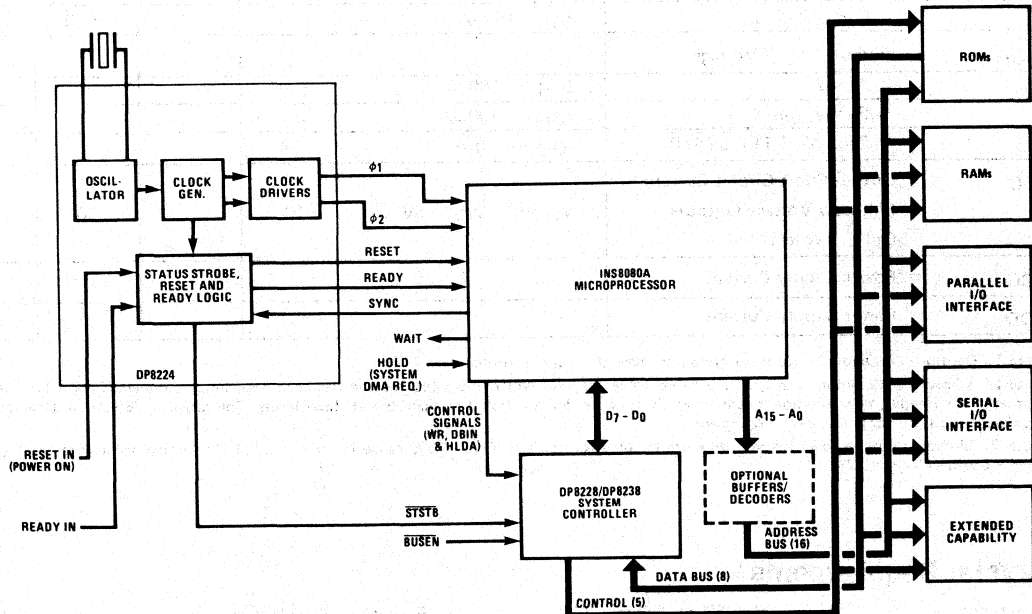 ROMs
RAMs
PARALLEL
I/O
INTERFACE
SERIAL
I/O
INTERFACE
EXTENDED
CAPABILITY
OSCIL-
LATOR
CLOCK
GEN.
CLOCK
DRIVERS
ϕ1
ϕ2
STATUS STROBE,
RESET AND
READY LOGIC
RESET
READY
SYNC
WAIT
HOLD
(SYSTEM
DMA REQ.)
DP8224
INS8080A
MICROPROCESSOR
CONTROL
SIGNALS
(WR, DBIN
& HLDA)
D7 – D0
A15 – A0
RESET IN
(POWER ON)
READY IN
STSTB
BUSEN
DP8228/DP8238
SYSTEM
CONTROLLER
OPTIONAL
BUFFERS/
DECODERS
ADDRESS
BUS (16)
DATA BUS (8)
CONTROL (5)